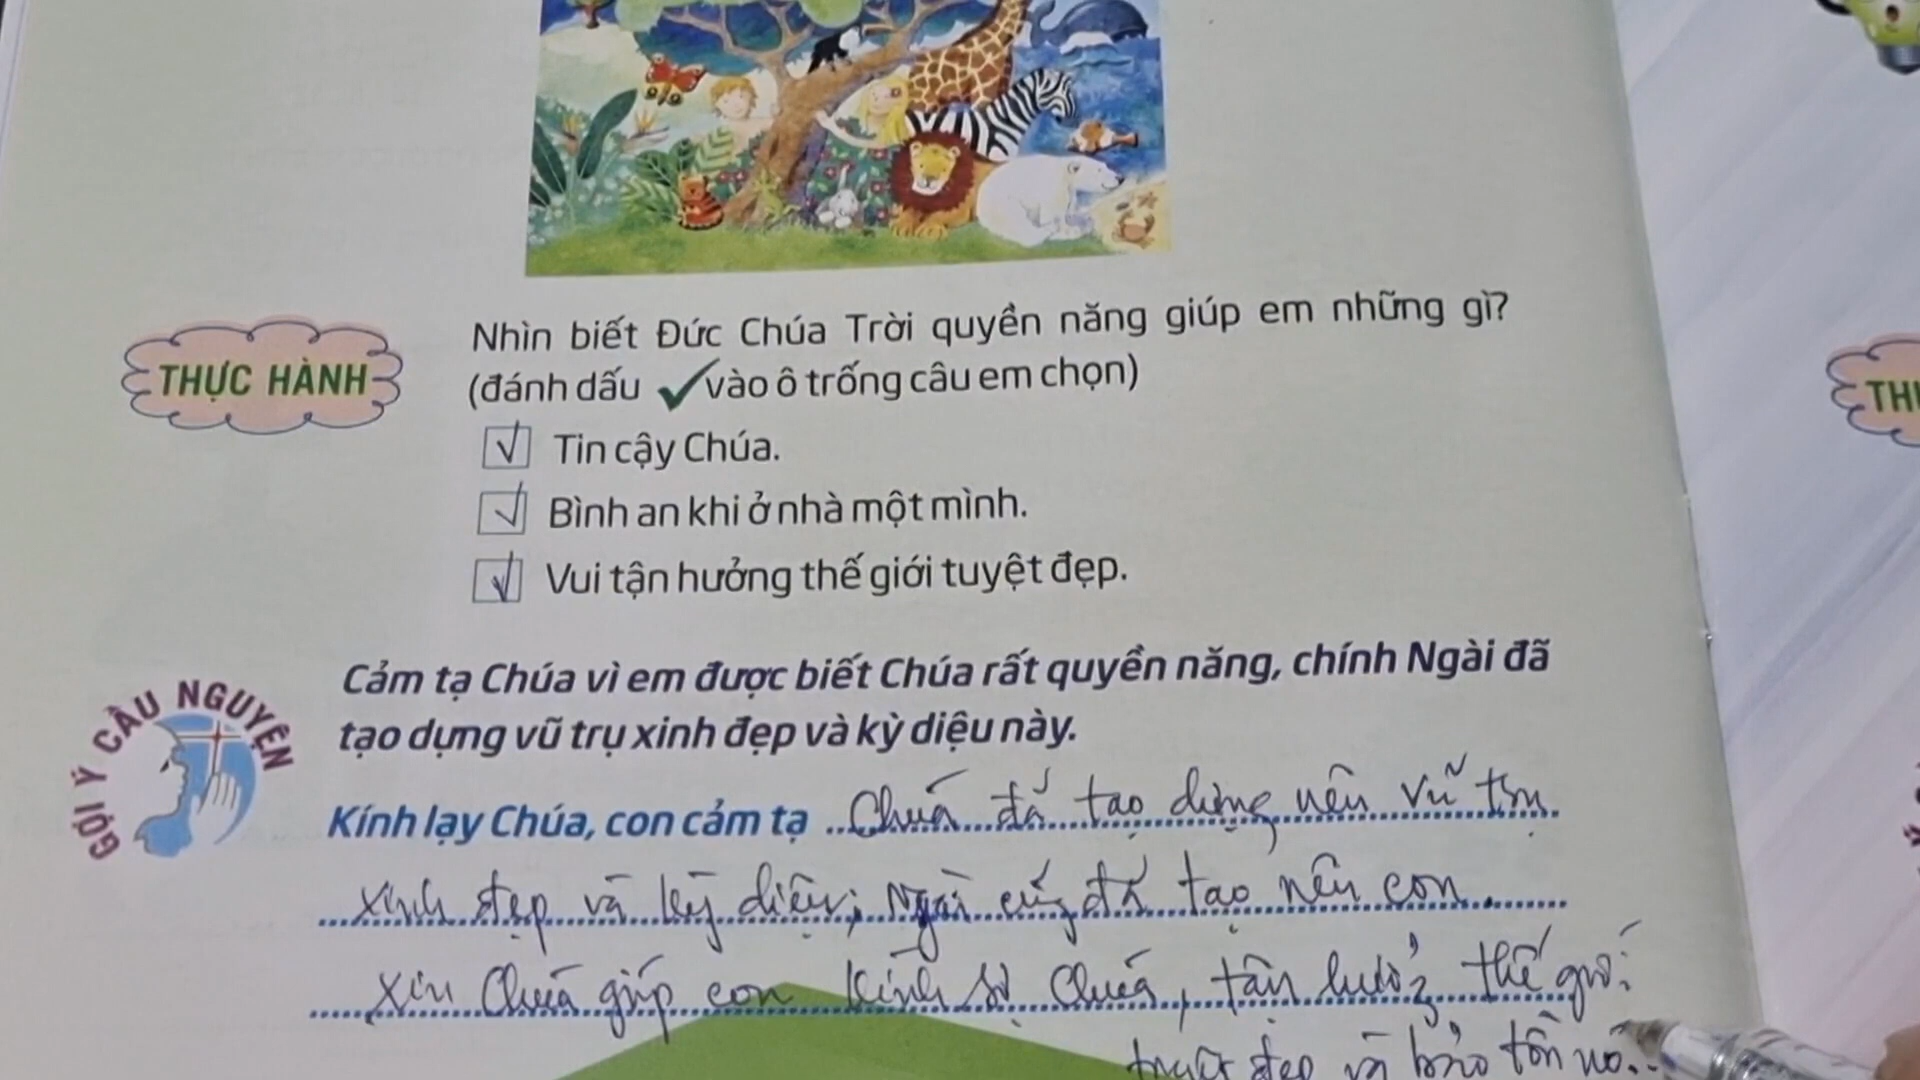 Nhìn biết Đức Chúa Trời quyền năng giúp em những gì?
THỰC HÀNH
(đánh dấu ✓ vào ô trống câu em chọn)
Tin cậy Chúa.
Bình an khi ở nhà một mình.
Vui tận hưởng thế giới tuyệt đẹp.
GỢI Ý CẦU NGUYỆN
Cảm tạ Chúa vì em được biết Chúa rất quyền năng, chính Ngài đã
tạo dựng vũ trụ xinh đẹp và kỳ diệu này.
Kính lạy Chúa, con cảm tạ Chúa đã tạo dựng nên vũ trụ
xinh đẹp và kỳ diệu, Ngài cũng đã tạo nên con.
xin Chúa giúp con kính sợ Chúa, tận hưởng thế giới
tuyệt đẹp và bảo tồn nó.
TH